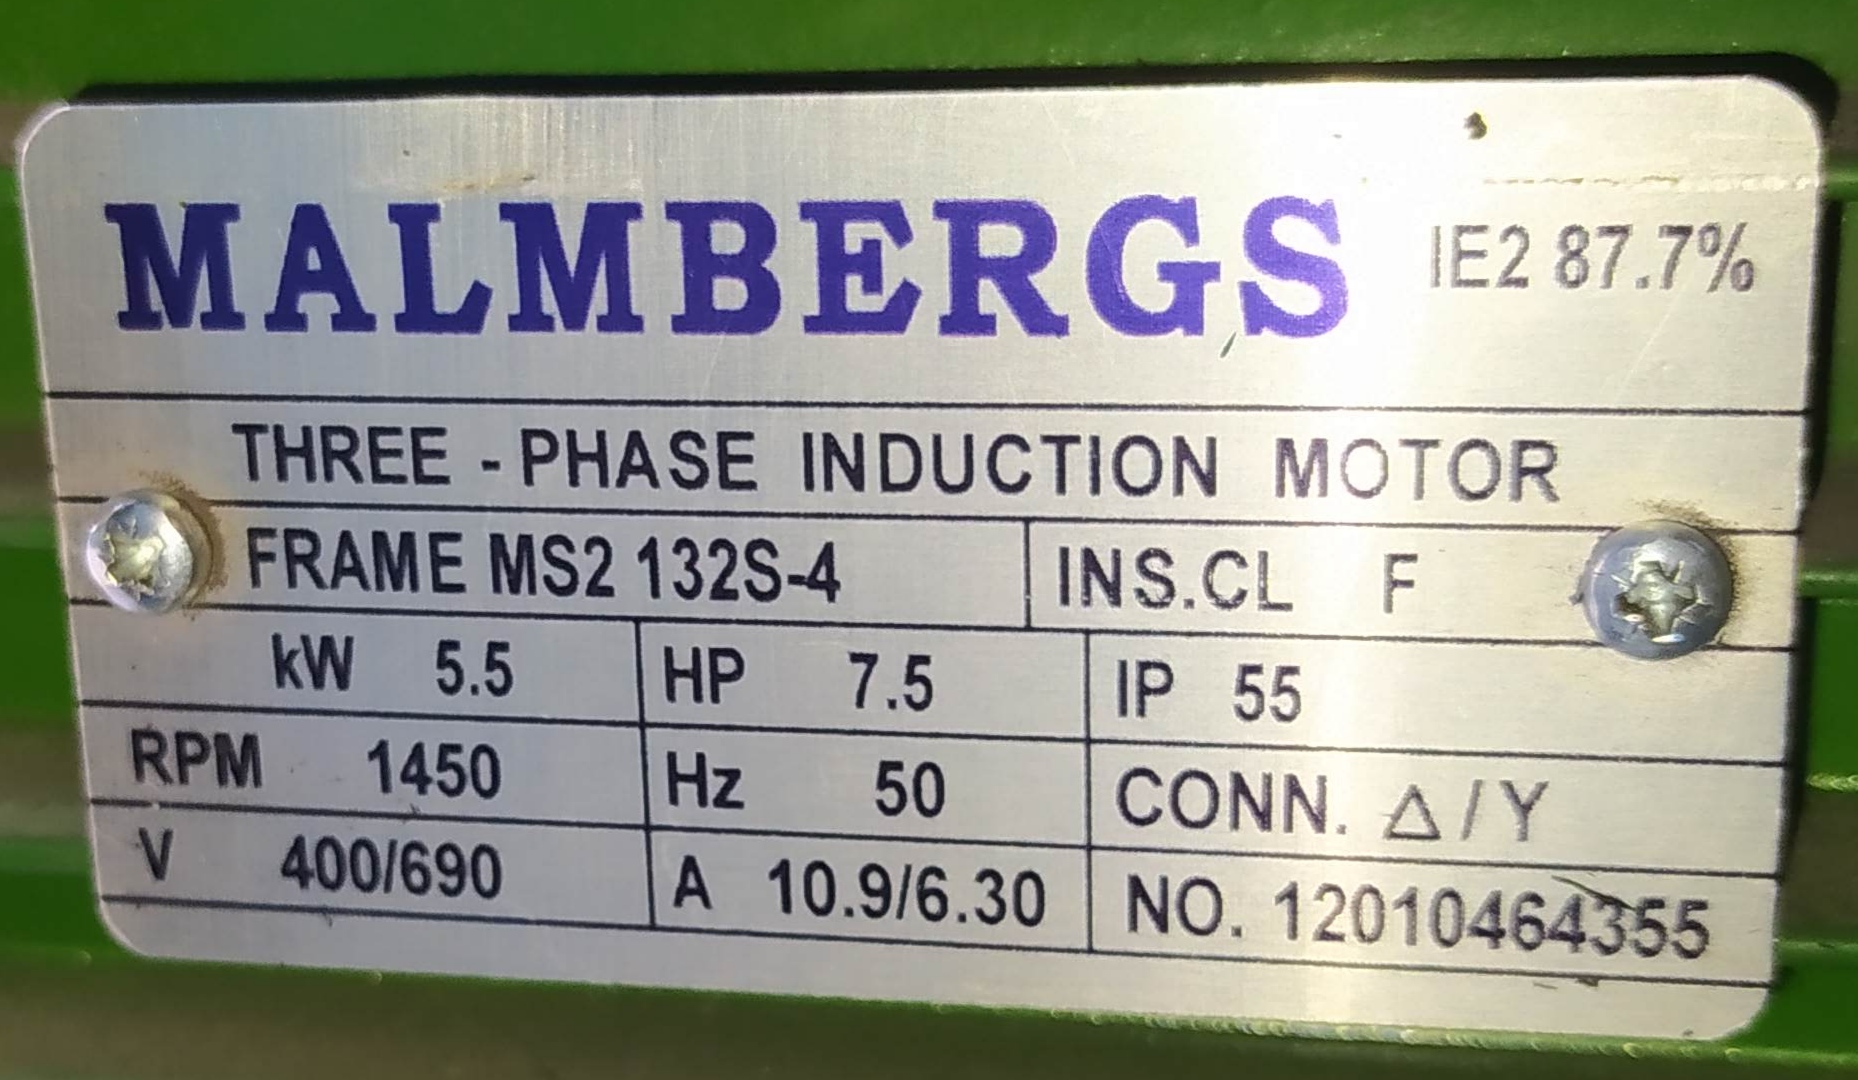 MALMBERGS IE2 87.7%
THREE - PHASE INDUCTION MOTOR
FRAME MS2 132S-4 INS.CL F
kW 5.5 HP 7.5 IP 55
RPM 1450 Hz 50 CONN. Δ/Y
V 400/690 A 10.9/6.30 NO. 12010464355